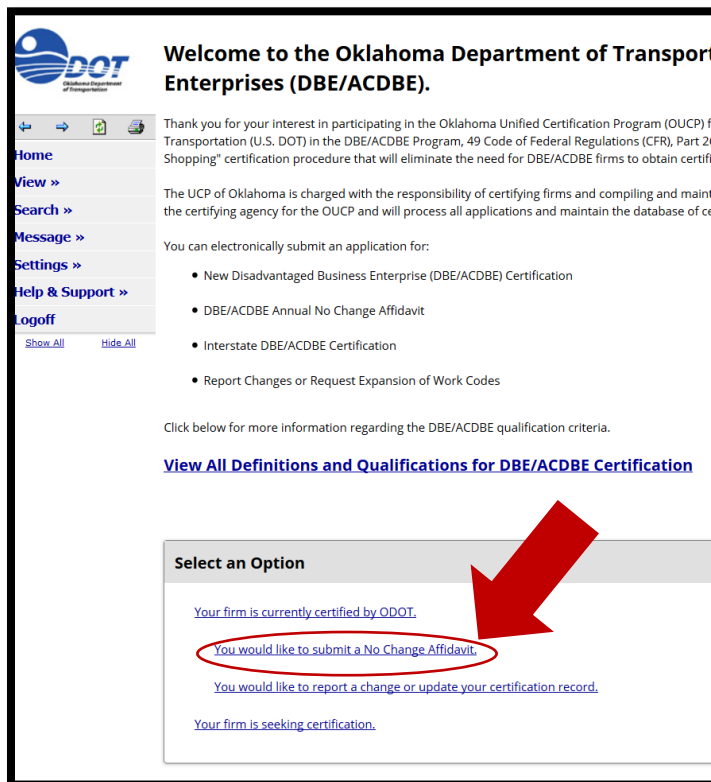 ODOT
Oklahoma Department
of Transportation
Home
View »
Search »
Message »
Settings »
Help & Support »
Logoff
Show All Hide All
Welcome to the Oklahoma Department of Transport
Enterprises (DBE/ACDBE).
Thank you for your interest in participating in the Oklahoma Unified Certification Program (OUCP) f
Transportation (U.S. DOT) in the DBE/ACDBE Program, 49 Code of Federal Regulations (CFR), Part 26
Shopping" certification procedure that will eliminate the need for DBE/ACDBE firms to obtain certifi
The UCP of Oklahoma is charged with the responsibility of certifying firms and compiling and maint
the certifying agency for the OUCP and will process all applications and maintain the database of ce
You can electronically submit an application for:
• New Disadvantaged Business Enterprise (DBE/ACDBE) Certification
• DBE/ACDBE Annual No Change Affidavit
• Interstate DBE/ACDBE Certification
• Report Changes or Request Expansion of Work Codes
Click below for more information regarding the DBE/ACDBE qualification criteria.
View All Definitions and Qualifications for DBE/ACDBE Certification
Select an Option
Your firm is currently certified by ODOT.
You would like to submit a No Change Affidavit.
You would like to report a change or update your certification record.
Your firm is seeking certification.